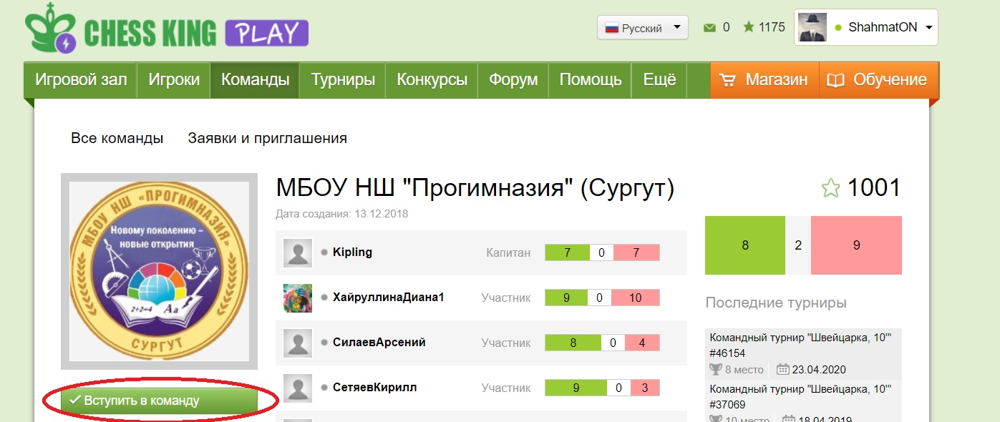 CHESS KING PLAY
Русский
0
1175
ShahmatON
Игровой зал
Игроки
Команды
Турниры
Конкурсы
Форум
Помощь
Ещё
Магазин
Обучение
Все команды
Заявки и приглашения
МБОУ НШ «ПРОГИМНАЗИЯ»
Новому поколению –
новые открытия
2+2=4
Аа
СУРГУТ
Вступить в команду
МБОУ НШ "Прогимназия" (Сургут)
Дата создания: 13.12.2018
Kipling Капитан 7 0 7
ХайруллинаДиана1 Участник 9 0 10
СилаевАрсений Участник 8 0 4
СетяевКирилл Участник 9 0 3
1001
8 2 9
Последние турниры
Командный турнир "Швейцарка, 10'"
#46154
8 место 23.04.2020
Командный турнир "Швейцарка, 10'"
#37069
10 место 18.04.2019